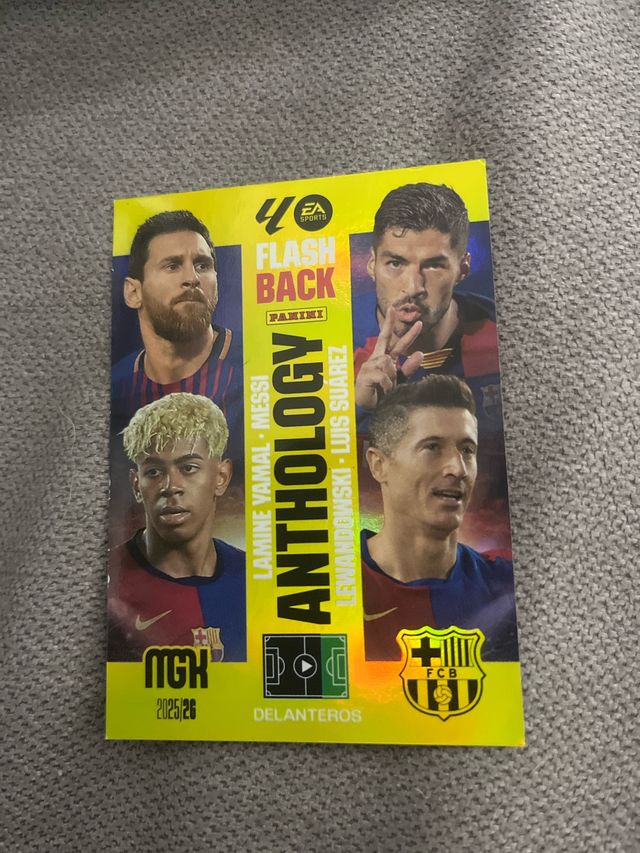 EA
SPORTS
FLASH
BACK
PANINI
LAMINE YAMAL · MESSI
ANTHOLOGY
LEWANDOWSKI · LUIS SUÁREZ
MGK
2025/26
DELANTEROS
FCB